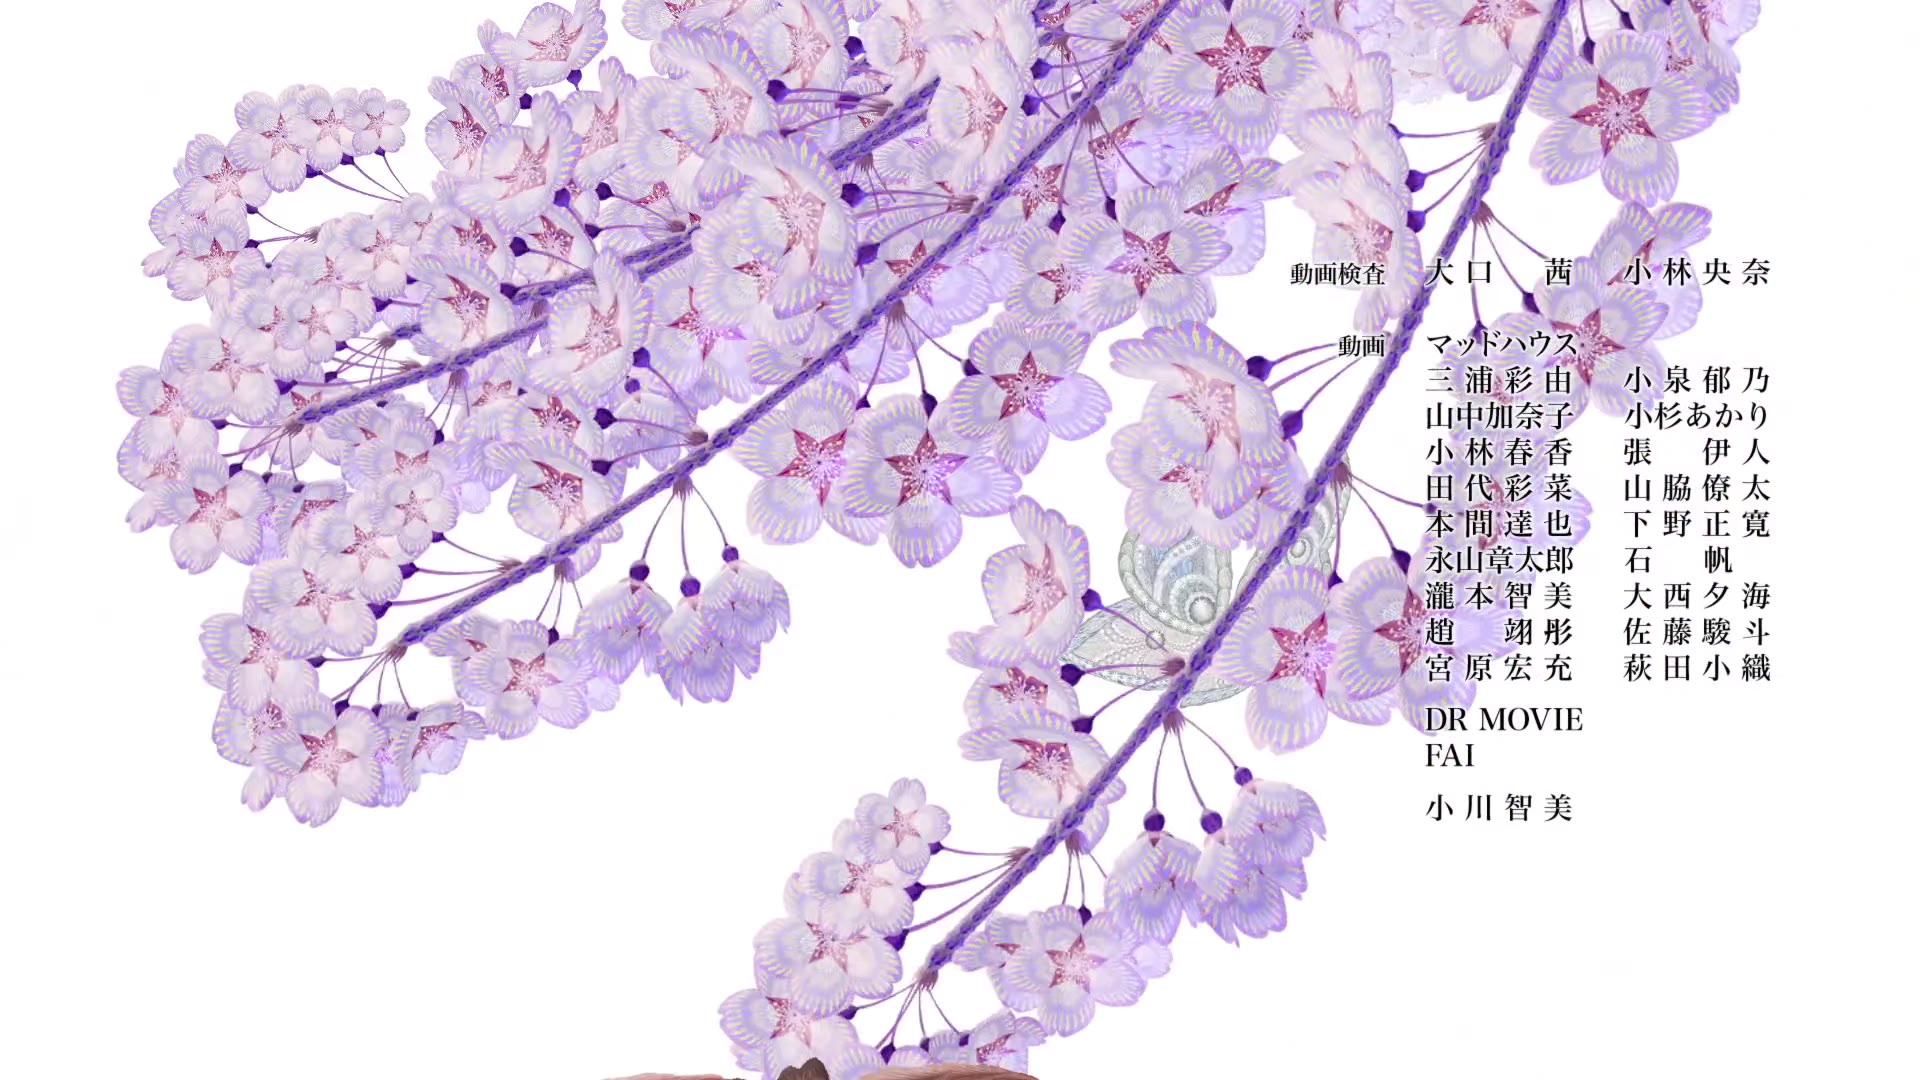 動画検査 大口 茜 小林央奈
動画 マッドハウス
三浦彩由 小泉郁乃
山中加奈子 小杉あかり
小林春香 張 伊人
田代彩菜 山脇僚太
本間達也 下野正寛
永山章太郎 石 帆
瀧本智美 大西夕海
趙 翊彤 佐藤駿斗
宮原宏充 萩田小織
DR MOVIE
FAI
小川智美